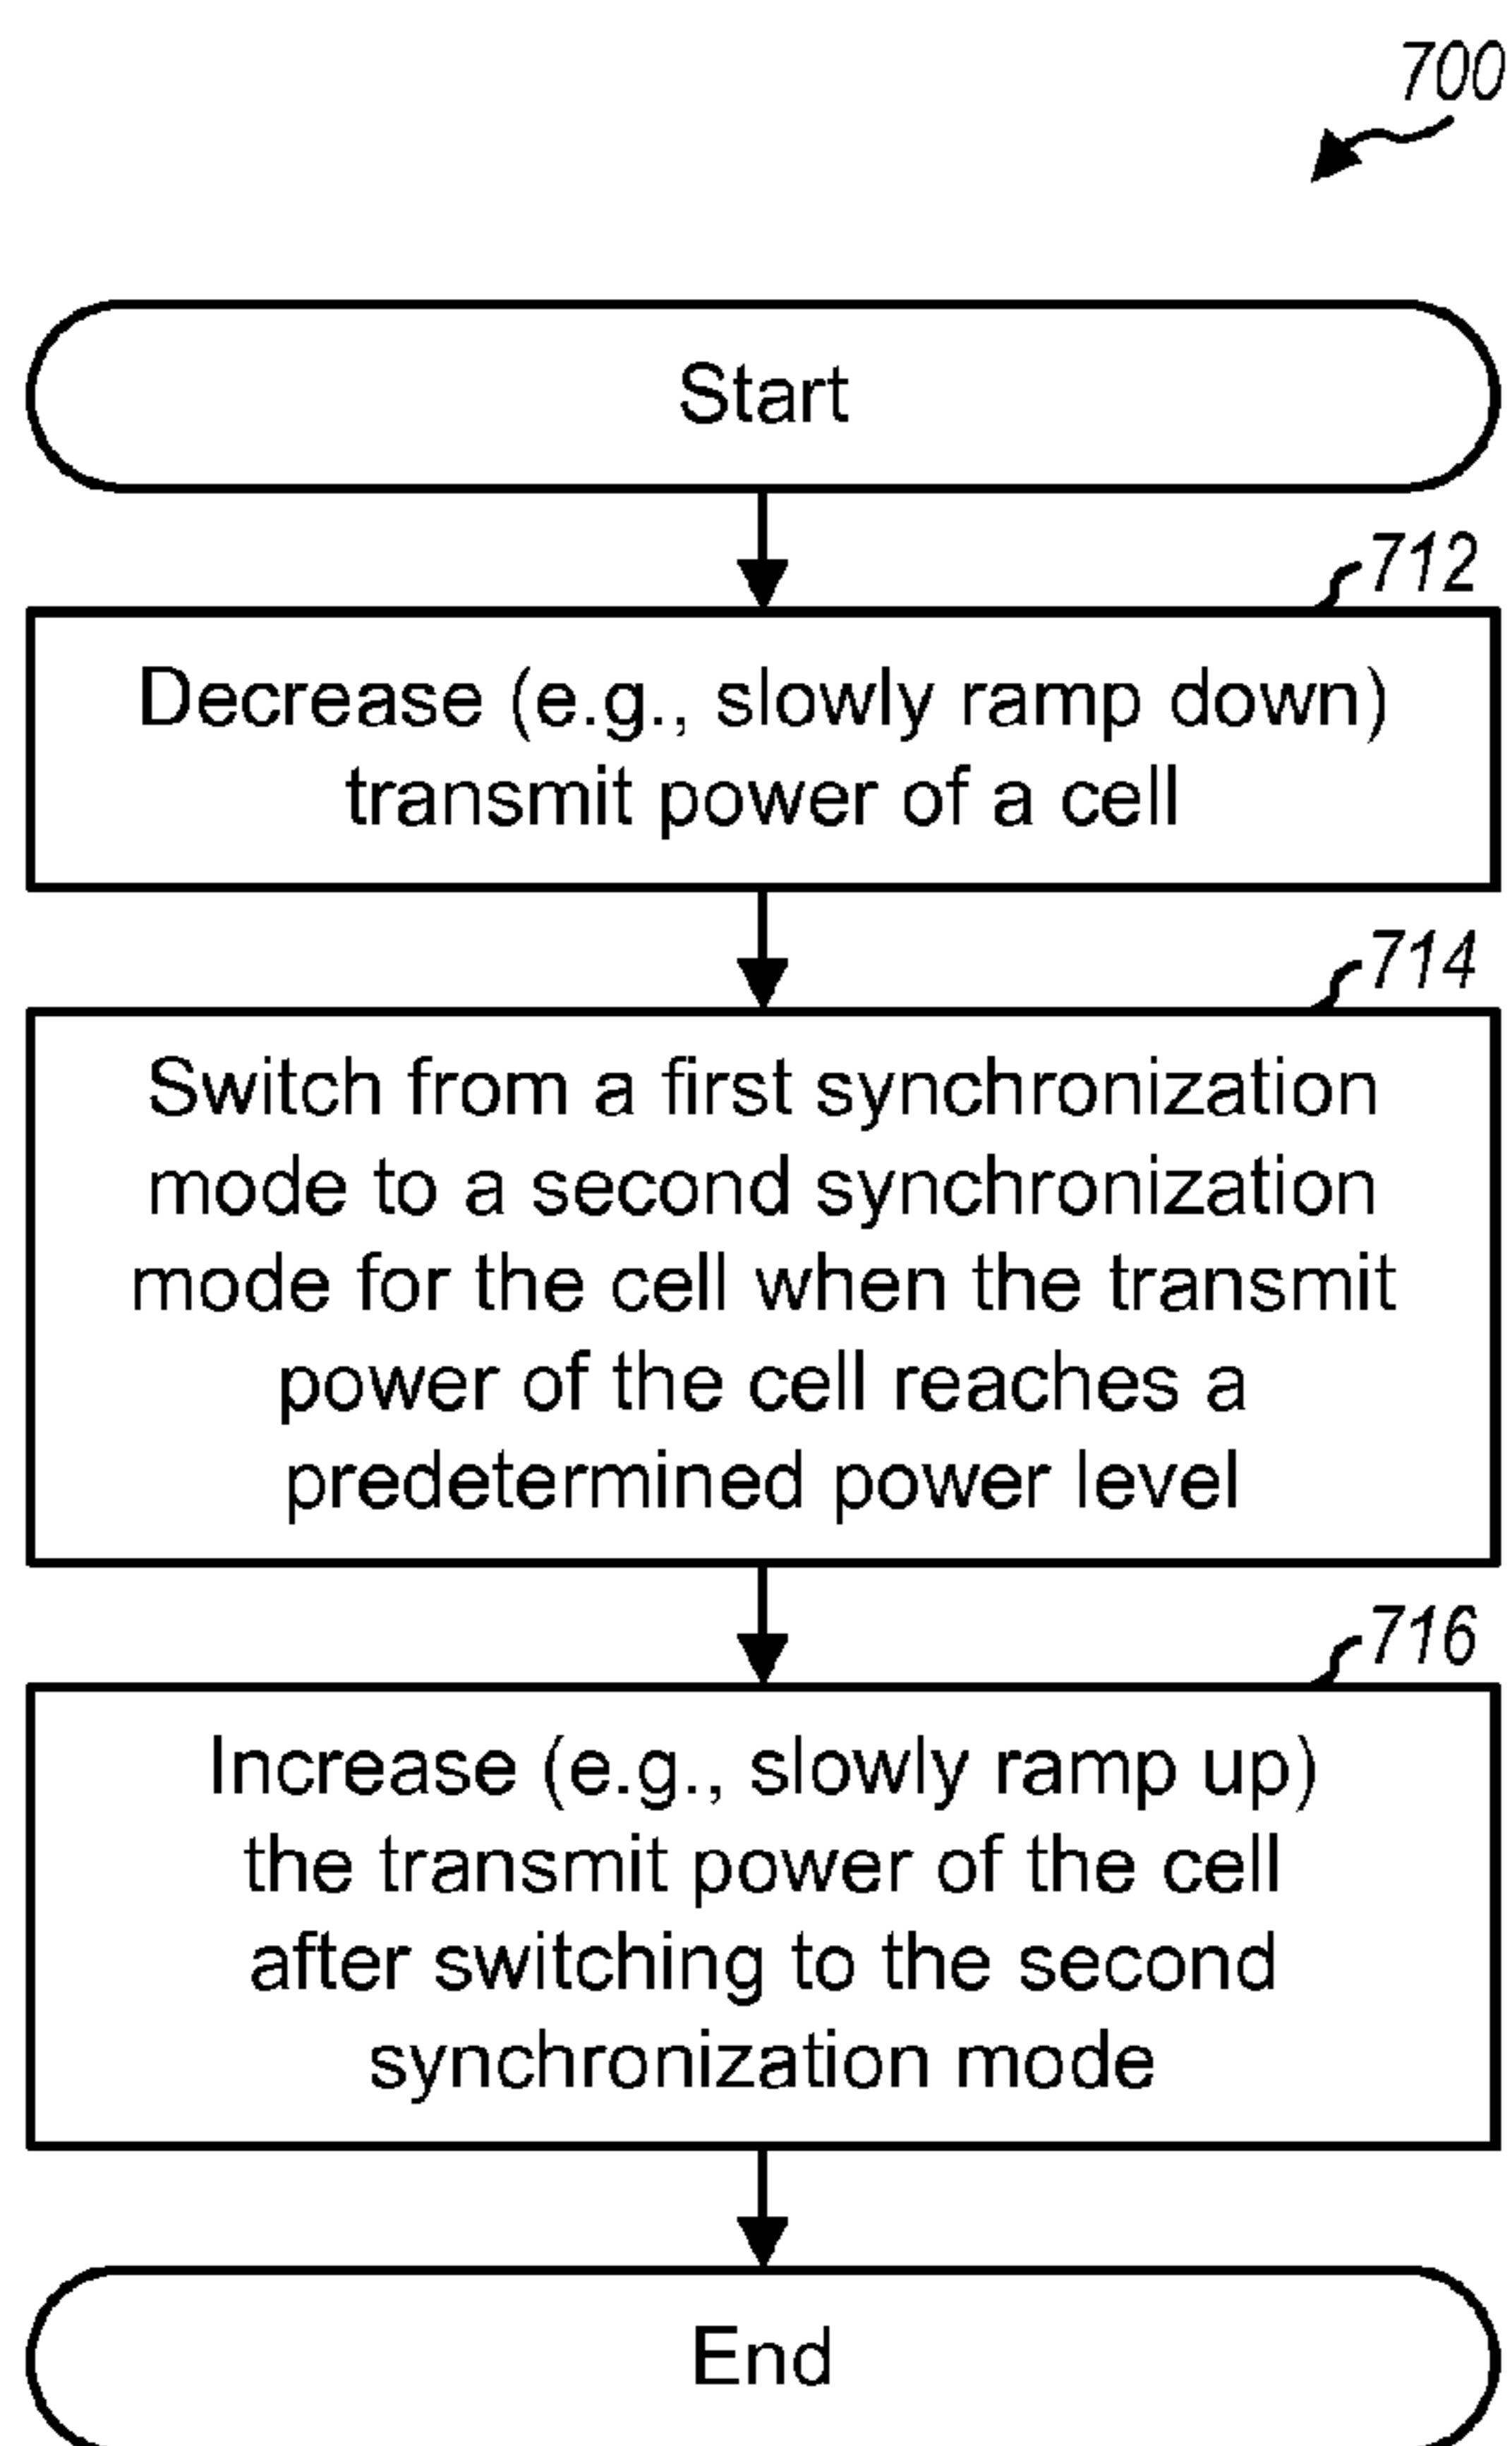 700
Start
712
Decrease (e.g., slowly ramp down)
transmit power of a cell
714
Switch from a first synchronization
mode to a second synchronization
mode for the cell when the transmit
power of the cell reaches a
predetermined power level
716
Increase (e.g., slowly ramp up)
the transmit power of the cell
after switching to the second
synchronization mode
End